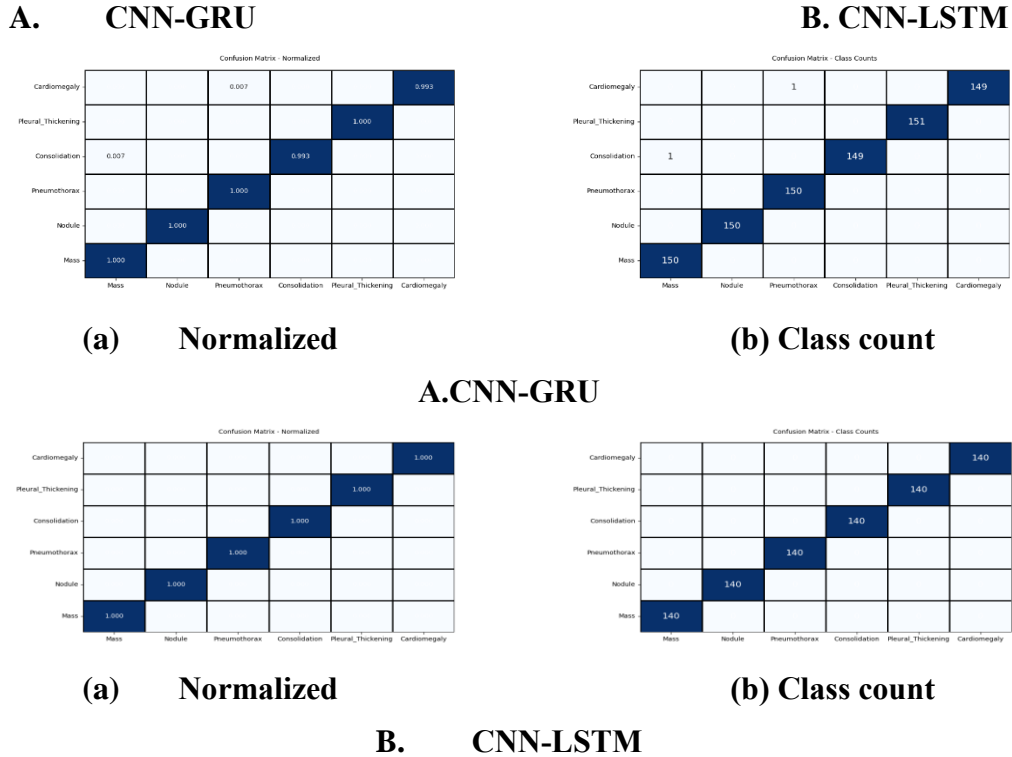 A. CNN-GRU B. CNN-LSTM
Confusion Matrix - Normalized
Cardiomegaly 0.007 0.993
Pleural_Thickening 1.000
Consolidation 0.007 0.993
Pneumothorax 1.000
Nodule 1.000
Mass 1.000
Mass Nodule Pneumothorax Consolidation Pleural_Thickening Cardiomegaly
Confusion Matrix - Class Counts
Cardiomegaly 1 149
Pleural_Thickening 151
Consolidation 1 149
Pneumothorax 150
Nodule 150
Mass 150
Mass Nodule Pneumothorax Consolidation Pleural_Thickening Cardiomegaly
(a) Normalized (b) Class count
A.CNN-GRU
Confusion Matrix - Normalized
Cardiomegaly 1.000
Pleural_Thickening 1.000
Consolidation 1.000
Pneumothorax 1.000
Nodule 1.000
Mass 1.000
Mass Nodule Pneumothorax Consolidation Pleural_Thickening Cardiomegaly
Confusion Matrix - Class Counts
Cardiomegaly 140
Pleural_Thickening 140
Consolidation 140
Pneumothorax 140
Nodule 140
Mass 140
Mass Nodule Pneumothorax Consolidation Pleural_Thickening Cardiomegaly
(a) Normalized (b) Class count
B. CNN-LSTM